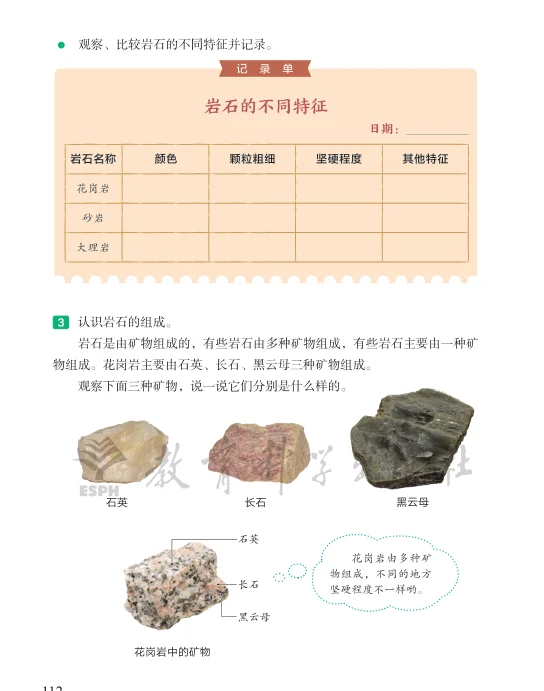 观察、比较岩石的不同特征并记录。
记 录 单
岩石的不同特征
日期：
岩石名称 颜色 颗粒粗细 坚硬程度 其他特征
花岗岩
砂岩
大理岩
3 认识岩石的组成。
岩石是由矿物组成的，有些岩石由多种矿物组成，有些岩石主要由一种矿
物组成。花岗岩主要由石英、长石、黑云母三种矿物组成。
观察下面三种矿物，说一说它们分别是什么样的。
ESPH 教育科学 社
石英 长石 黑云母
石英
长石
黑云母
花岗岩由多种矿
物组成，不同的地方
坚硬程度不一样哟。
花岗岩中的矿物
112